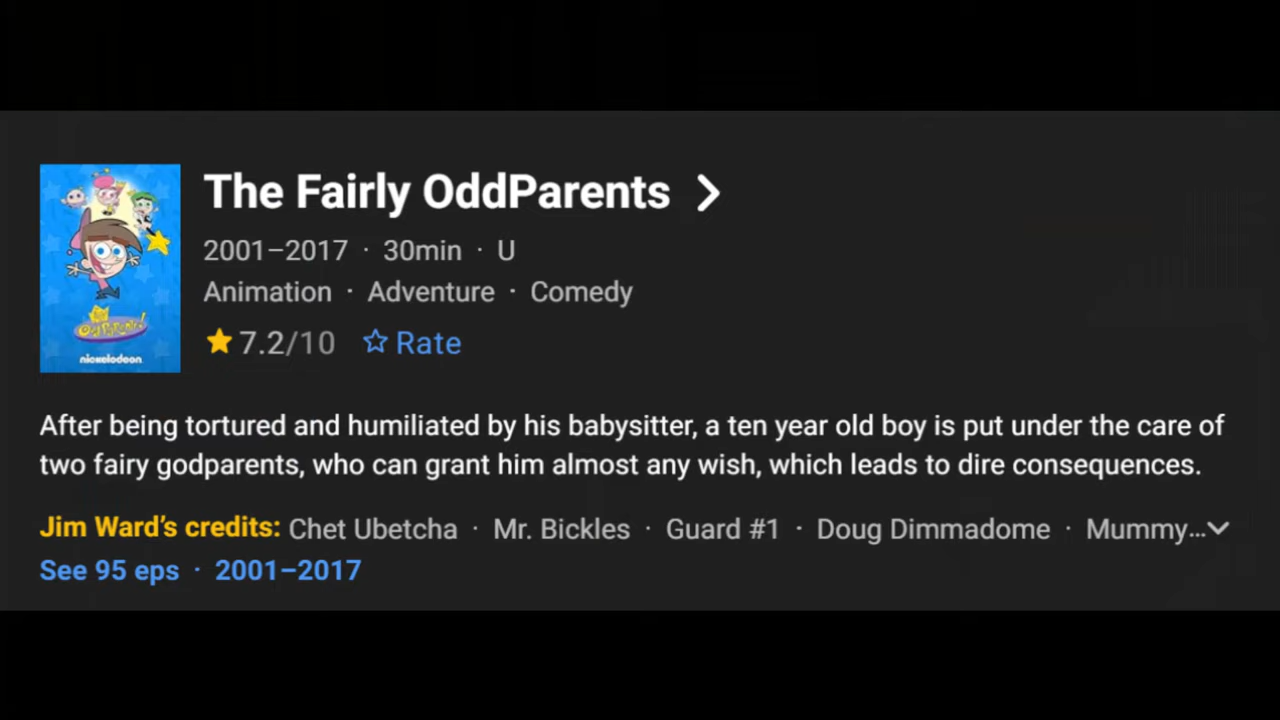 The Fairly OddParents
2001–2017 · 30min · U
Animation · Adventure · Comedy
7.2/10 Rate
OddParents!
nickelodeon
After being tortured and humiliated by his babysitter, a ten year old boy is put under the care of
two fairy godparents, who can grant him almost any wish, which leads to dire consequences.
Jim Ward's credits: Chet Ubetcha · Mr. Bickles · Guard #1 · Doug Dimmadome · Mummy...
See 95 eps · 2001–2017